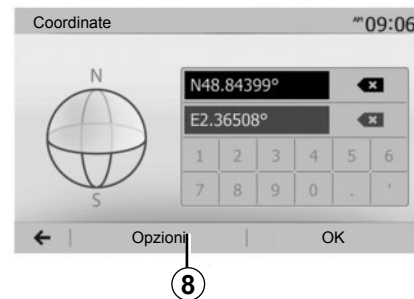 Coordinate AM 09:06
N
N48.84399°
E2.36508°
1 2 3 4 5 6
7 8 9 0 . '
S
Opzioni OK
8